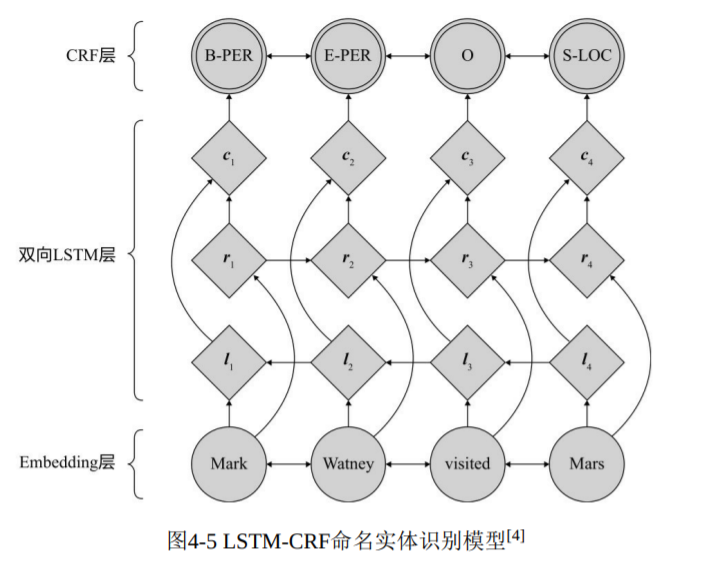 CRF层 B-PER E-PER O S-LOC
c1 c2 c3 c4
双向LSTM层 r1 r2 r3 r4
l1 l2 l3 l4
Embedding层 Mark Watney visited Mars
图4-5 LSTM-CRF命名实体识别模型[4]